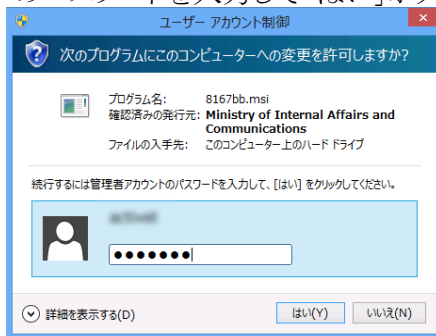 ユーザー アカウント制御
次のプログラムにこのコンピューターへの変更を許可しますか?
プログラム名: 8167bb.msi
確認済みの発行元: Ministry of Internal Affairs and
Communications
ファイルの入手先: このコンピューター上のハード ドライブ
続行するには管理者アカウントのパスワードを入力して、[はい] をクリックしてください。
●●●●●●●
詳細を表示する(D)
はい(Y)
いいえ(N)